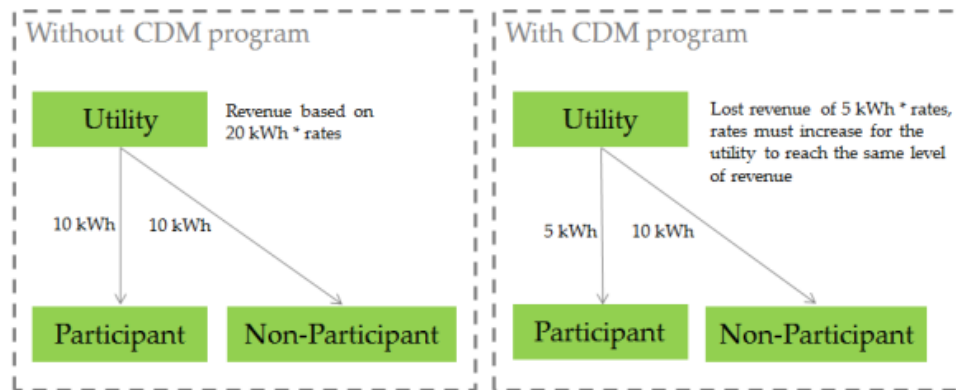 Without CDM program
Utility
Revenue based on
20 kWh * rates
10 kWh
10 kWh
Participant
Non-Participant
With CDM program
Utility
Lost revenue of 5 kWh * rates,
rates must increase for the
utility to reach the same level
of revenue
5 kWh
10 kWh
Participant
Non-Participant